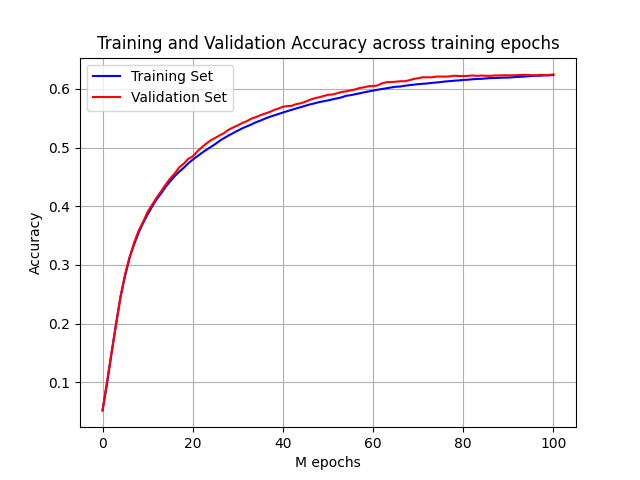 Training and Validation Accuracy across training epochs
Training Set
Validation Set
Accuracy
0.6
0.5
0.4
0.3
0.2
0.1
0 20 40 60 80 100
M epochs